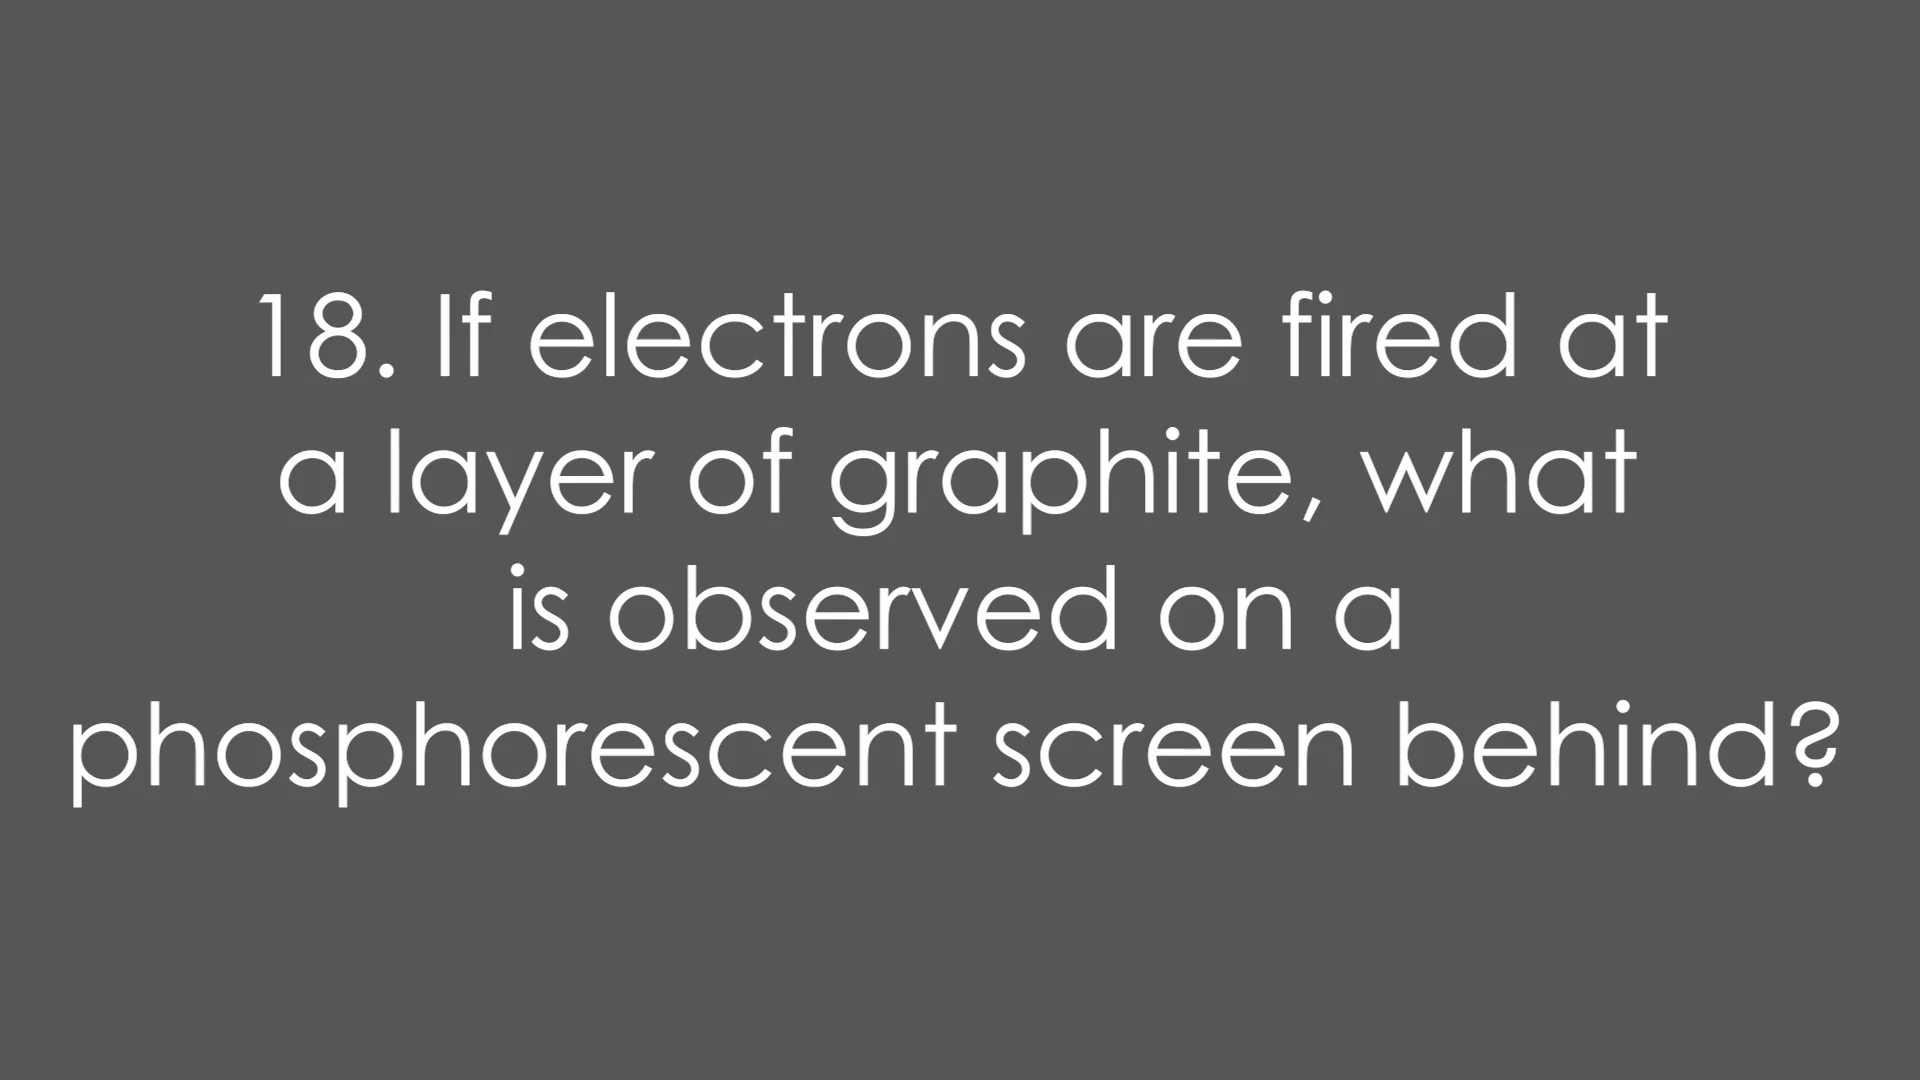 18. If electrons are fired at
a layer of graphite, what
is observed on a
phosphorescent screen behind?